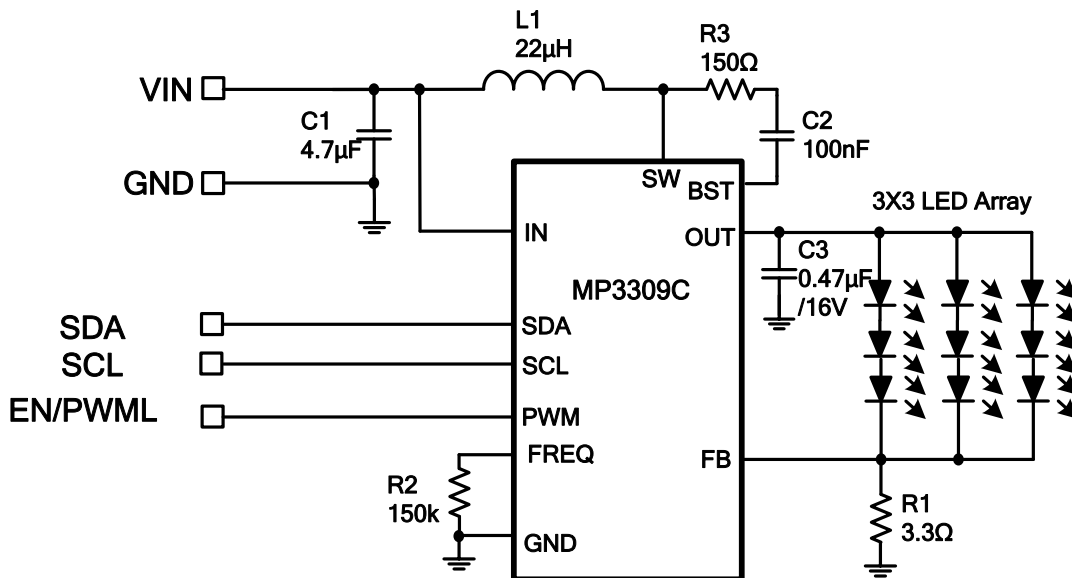 L1
22μH
R3
150Ω
VIN
C1
4.7μF
C2
100nF
GND
SW
BST
3X3 LED Array
IN
OUT
C3
0.47μF
/16V
MP3309C
SDA
SDA
SCL
SCL
EN/PWML
PWM
FREQ
FB
R2
150k
R1
3.3Ω
GND